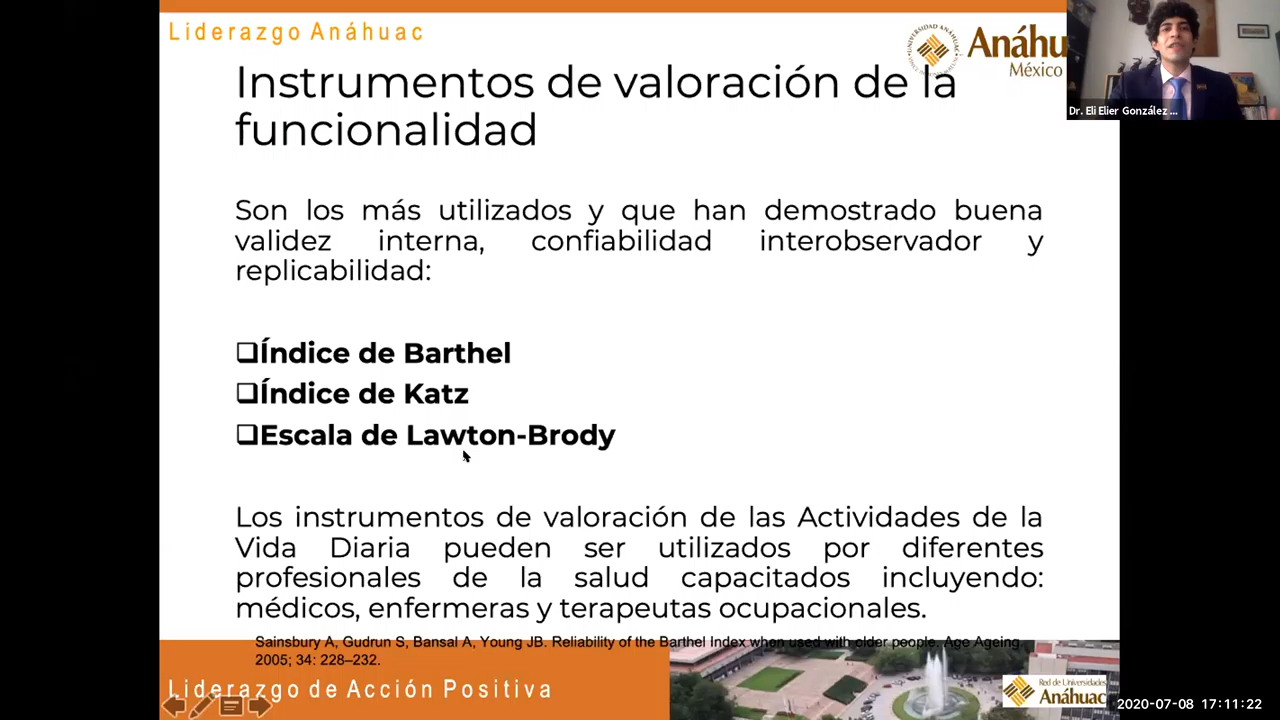 Liderazgo Anáhuac
Anáhu
México
Instrumentos de valoración de la
funcionalidad
Dr. Eli Elier González ...
Son los más utilizados y que han demostrado buena
validez interna, confiabilidad interobservador y
replicabilidad:
❑Índice de Barthel
❑Índice de Katz
❑Escala de Lawton-Brody
Los instrumentos de valoración de las Actividades de la
Vida Diaria pueden ser utilizados por diferentes
profesionales de la salud capacitados incluyendo:
médicos, enfermeras y terapeutas ocupacionales.
Sainsbury A, Gudrun S, Bansal A, Young JB. Reliability of the Barthel Index when used with older people. Age Ageing
2005; 34: 228–232.
Liderazgo de Acción Positiva
Red de Universidades
Anáhuac
2020-07-08 17:11:22